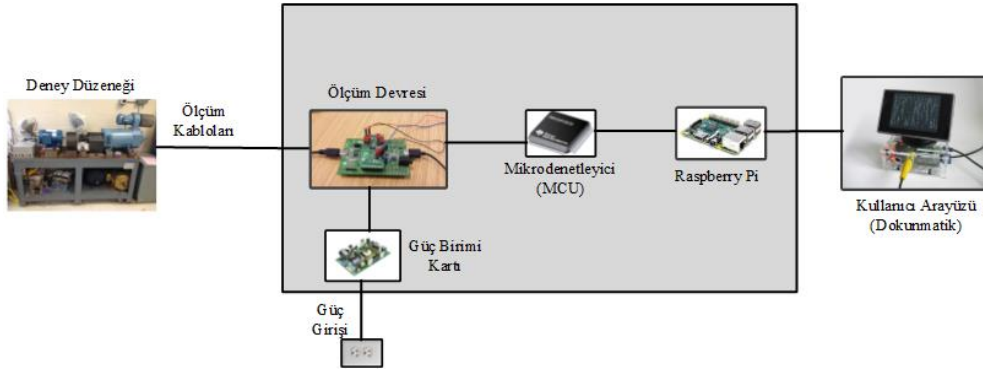 Deney Düzeneği
Ölçüm
Kabloları
Ölçüm Devresi
Mikrodenetleyici
(MCU)
Raspberry Pi
Kullanıcı Arayüzü
(Dokunmatik)
Güç Birimi
Kartı
Güç
Girişi